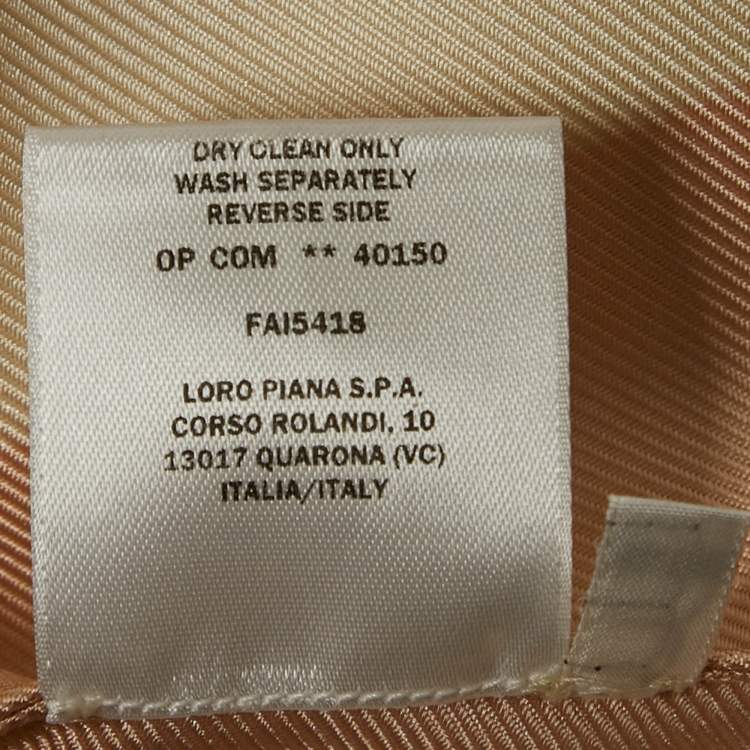 DRY CLEAN ONLY
WASH SEPARATELY
REVERSE SIDE
OP COM ** 40150
FAI5418
LORO PIANA S.P.A.
CORSO ROLANDI, 10
13017 QUARONA (VC)
ITALIA/ITALY